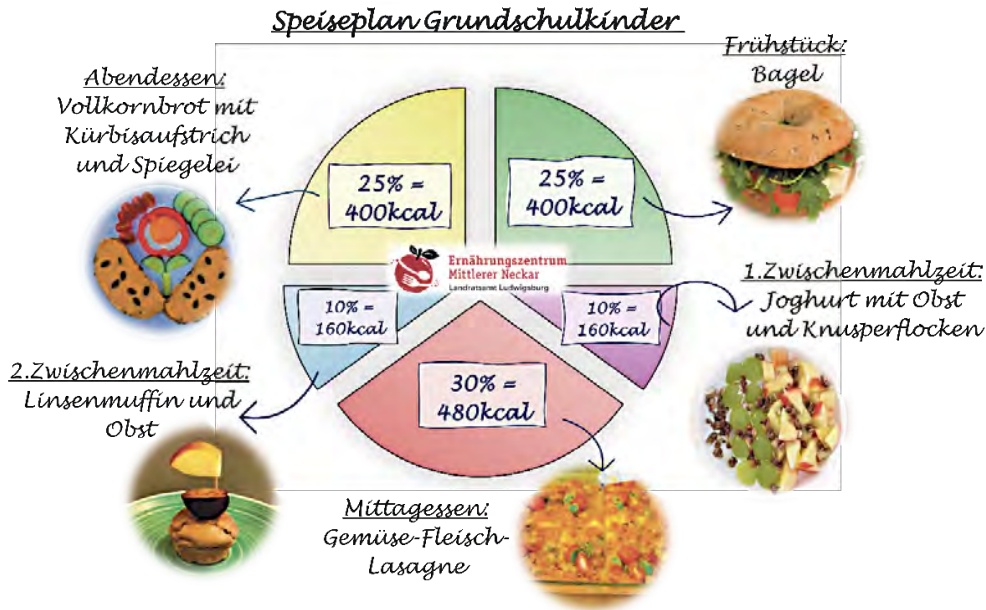 Speiseplan Grundschulkinder
Frühstück:
Bagel
Abendessen:
Vollkornbrot mit
Kürbisaufstrich
und Spiegelei
25% =
400kcal
25% =
400kcal
Ernährungszentrum
Mittlerer Neckar
Landratsamt Ludwigsburg
1.Zwischenmahlzeit:
Joghurt mit Obst
und Knusperflocken
10% =
160kcal
10% =
160kcal
2.Zwischenmahlzeit:
Linsenmuffin und
Obst
30% =
480kcal
Mittagessen:
Gemüse-Fleisch-
Lasagne